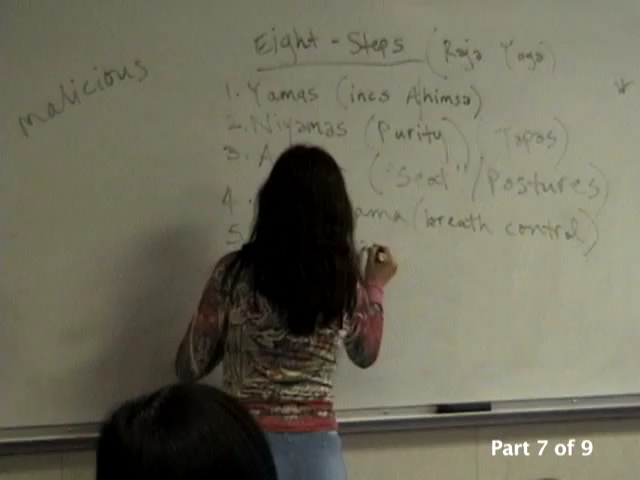 malicious
Eight - Steps (Raja Yoga)
1. Yamas (incs Ahimsa)
2. Niyamas (Purity) Tapas)
3. A
("Seat" / Postures)
4. ama (breath control)
5.
Part 7 of 9